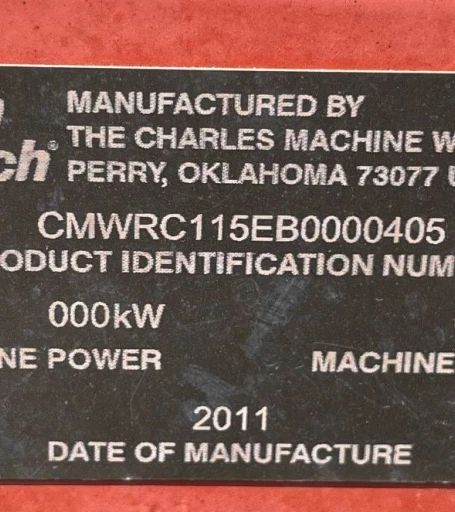 MANUFACTURED BY
THE CHARLES MACHINE W
ch® PERRY, OKLAHOMA 73077 U
CMWRC115EB0000405
ODUCT IDENTIFICATION NUM
000kW
NE POWER MACHINE
2011
DATE OF MANUFACTURE